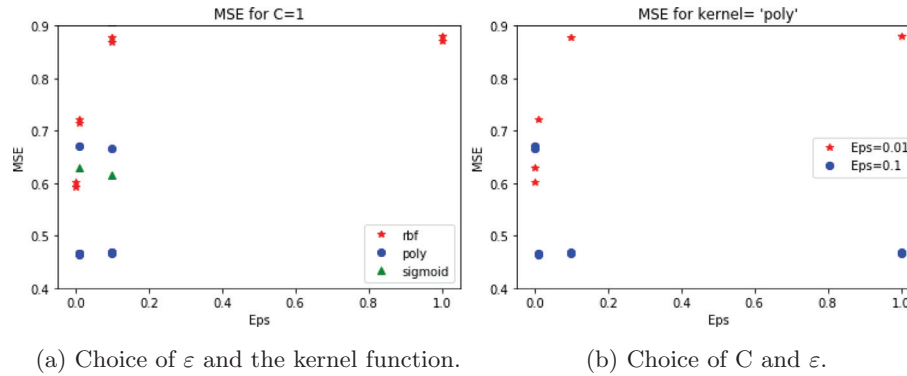 MSE for C=1
0.9
0.8
0.7
0.6
0.5
0.4
MSE
0.0 0.2 0.4 0.6 0.8 1.0
Eps
rbf
poly
sigmoid
(a) Choice of ε and the kernel function.
MSE for kernel= 'poly'
0.9
0.8
0.7
0.6
0.5
0.4
MSE
0.0 0.2 0.4 0.6 0.8 1.0
Eps
Eps=0.01
Eps=0.1
(b) Choice of C and ε.